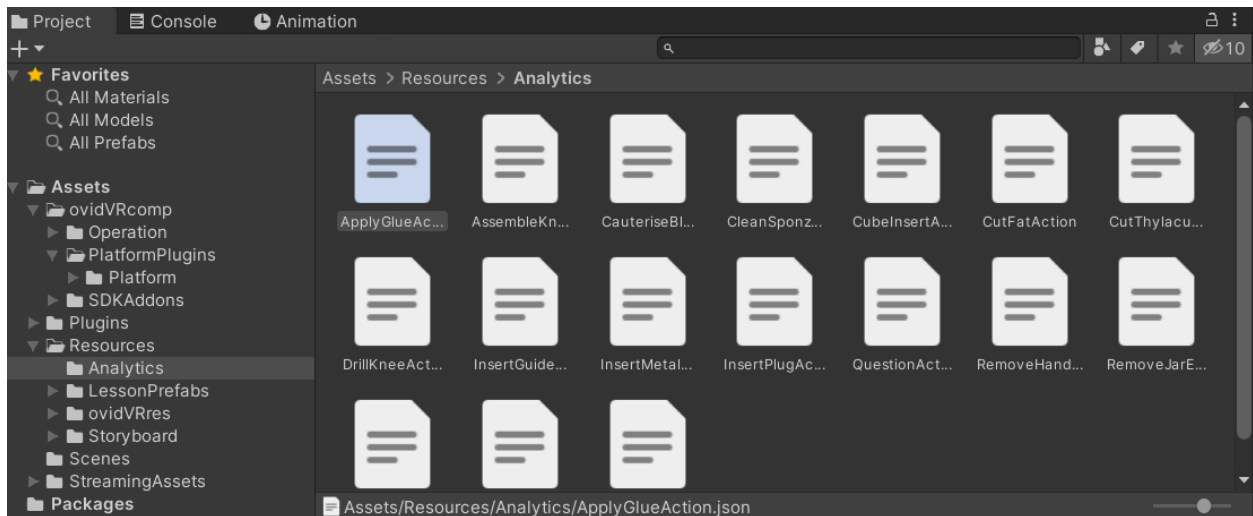 Project Console Animation
10
Favorites
All Materials
All Models
All Prefabs
Assets
ovidVRcomp
Operation
PlatformPlugins
Platform
SDKAddons
Plugins
Resources
Analytics
LessonPrefabs
ovidVRres
Storyboard
Scenes
StreamingAssets
Packages
Assets > Resources > Analytics
ApplyGlueAc... AssembleKn... CauteriseBl... CleanSponz... CubeInsertA... CutFatAction CutThylacu...
DrillKneeAct... InsertGuide... InsertMetal... InsertPlugAc... QuestionAct... RemoveHand... RemoveJarE...
Assets/Resources/Analytics/ApplyGlueAction.json